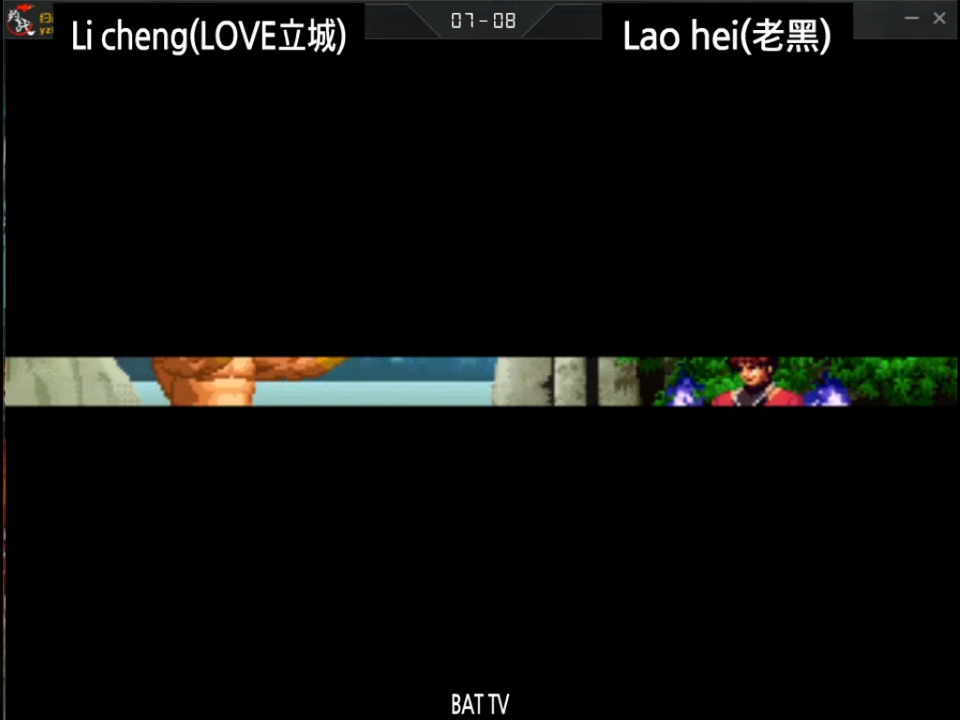 Li cheng(LOVE立城)
07-08
Lao hei(老黑)
BAT TV